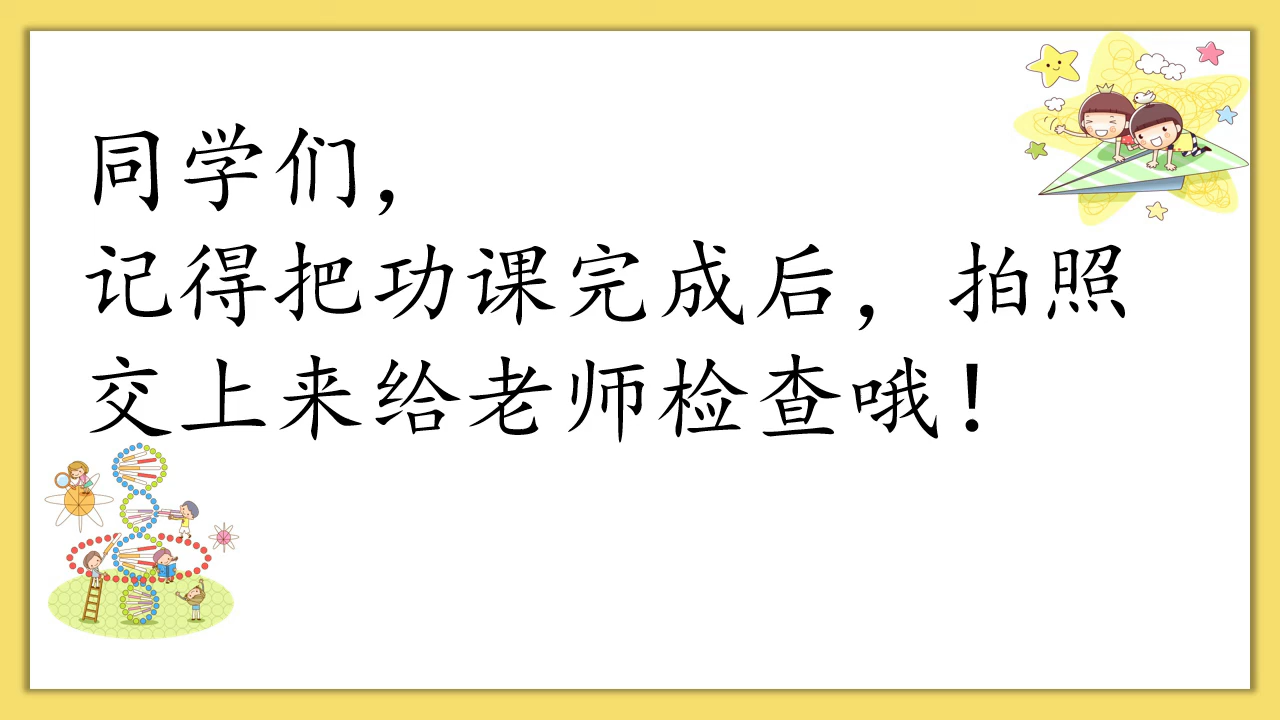 同学们，
记得把功课完成后，拍照
交上来给老师检查哦！